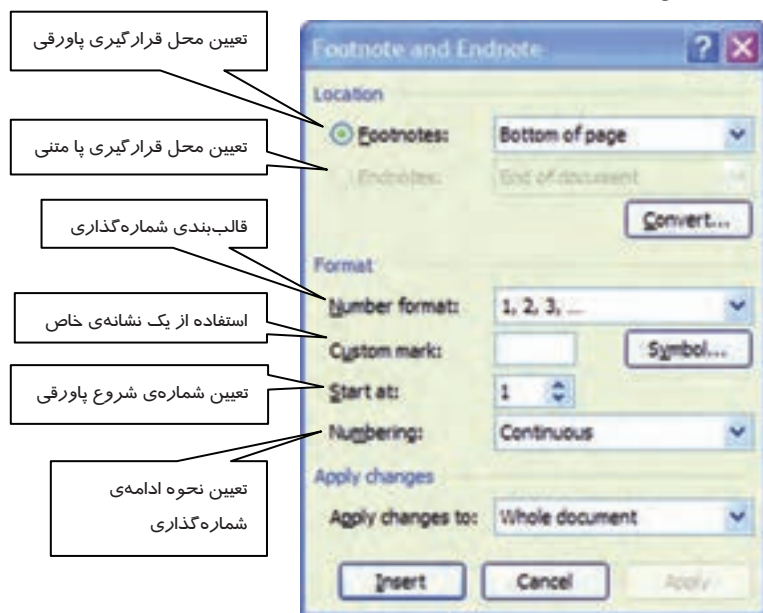 تعیین محل قرارگیری پاورقی
Footnote and Endnote
Location
Footnotes: Bottom of page
تعیین محل قرارگیری پا متنی
Endnotes: End of document
Convert...
قالب‌بندی شماره‌گذاری
Format
Number format: 1, 2, 3, ...
استفاده از یک نشانه‌ی خاص
Custom mark: Symbol...
تعیین شماره‌ی شروع پاورقی
Start at: 1
Numbering: Continuous
تعیین نحوه ادامه‌ی
شماره‌گذاری
Apply changes
Apply changes to: Whole document
Insert Cancel Apply